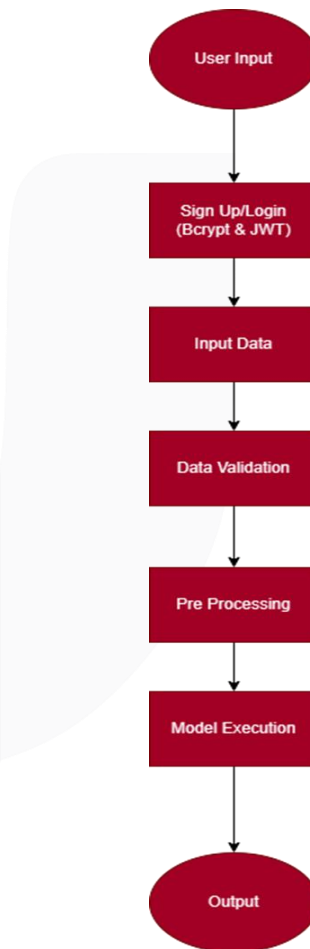 User Input
Sign Up/Login
(Bcrypt & JWT)
Input Data
Data Validation
Pre Processing
Model Execution
Output